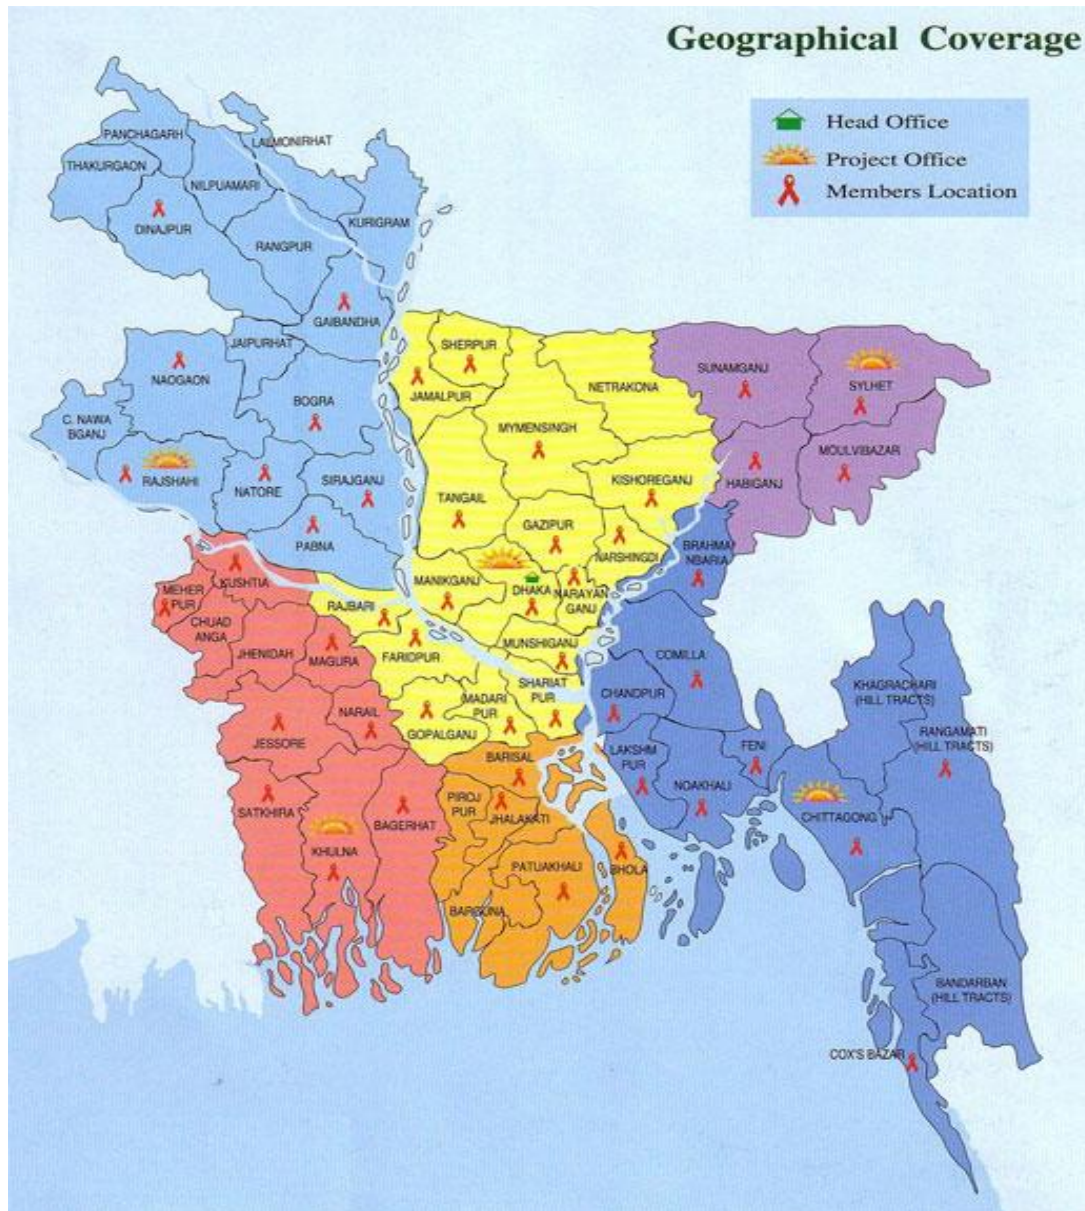 Geographical Coverage
Head Office
Project Office
Members Location
PANCHAGARH
LALMONIRHAT
THAKURGAON
NILPUAMARI
KURIGRAM
DINAJPUR
RANGPUR
GAIBANDHA
JAIPURHAT
NAOGAON
BOGRA
C. NAWA
BGANJ
RAJSHAHI
NATORE
SIRAJGANJ
PABNA
SHERPUR
JAMALPUR
NETRAKONA
MYMENSINGH
TANGAIL
KISHOREGANJ
GAZIPUR
NARSHINGDI
MANIKGANJ
DHAKA
NARAYAN
GANJ
MUNSHIGANJ
RAJBARI
FARIDPUR
SHARIAT
PUR
MADARI
PUR
GOPALGANJ
SUNAMGANJ
SYLHET
HABIGANJ
MOULVIBAZAR
BRAHMA
NBARIA
COMILLA
CHANDPUR
LAKSHM
PUR
NOAKHALI
FENI
KHAGRACHARI
(HILL TRACTS)
RANGAMATI
(HILL TRACTS)
CHITTAGONG
BANDARBAN
(HILL TRACTS)
COX'S BAZAR
KUSHTIA
MEHER
PUR
CHUAD
ANGA
JHENIDAH
MAGURA
NARAIL
JESSORE
SATKHIRA
KHULNA
BAGERHAT
BARISAL
PIROJ
PUR
JHALAKATI
PATUAKHALI
BARGUNA
BHOLA